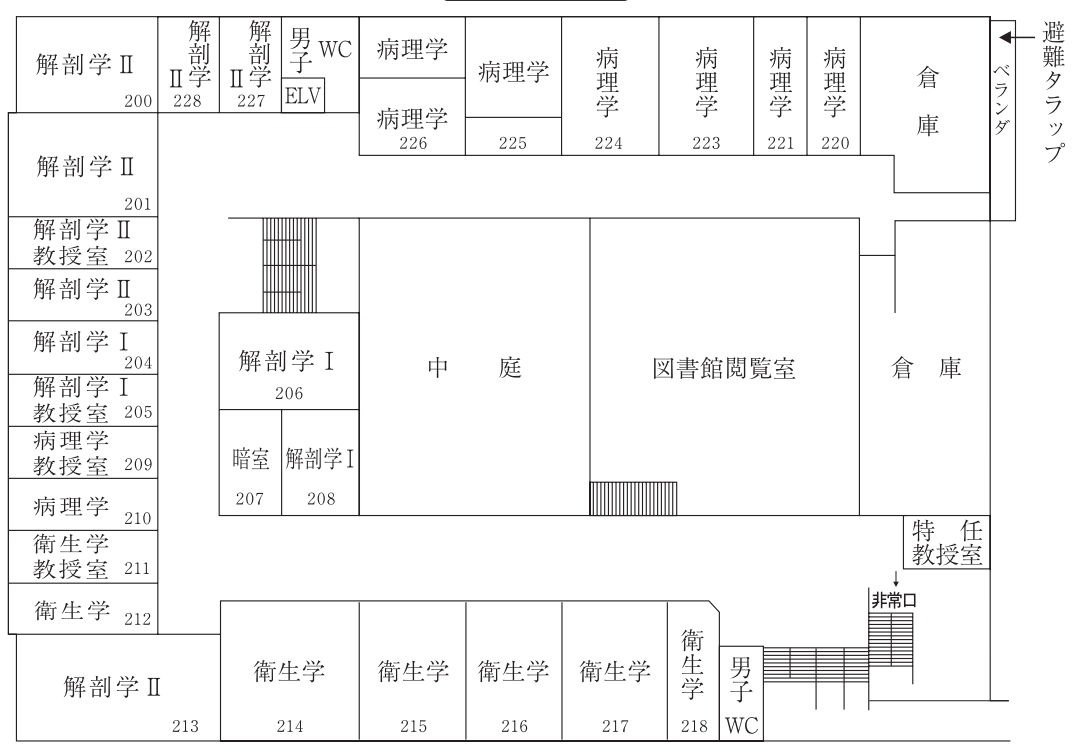 解剖学Ⅱ
200
解剖学Ⅱ
228
解剖学Ⅱ
227
男子WC
ELV
病理学
病理学
226
病理学
225
病理学
224
病理学
223
病理学
221
病理学
220
倉庫
ベランダ
避難タラップ
解剖学Ⅱ
201
解剖学Ⅱ
教授室 202
解剖学Ⅱ
203
解剖学Ⅰ
204
解剖学Ⅰ
教授室 205
病理学
教授室 209
病理学 210
衛生学
教授室 211
衛生学 212
解剖学Ⅱ
213
解剖学Ⅰ
206
暗室
207
解剖学Ⅰ
208
中庭
図書館閲覧室
倉庫
特任
教授室
非常口
衛生学
214
衛生学
215
衛生学
216
衛生学
217
衛生学
218
男子
WC